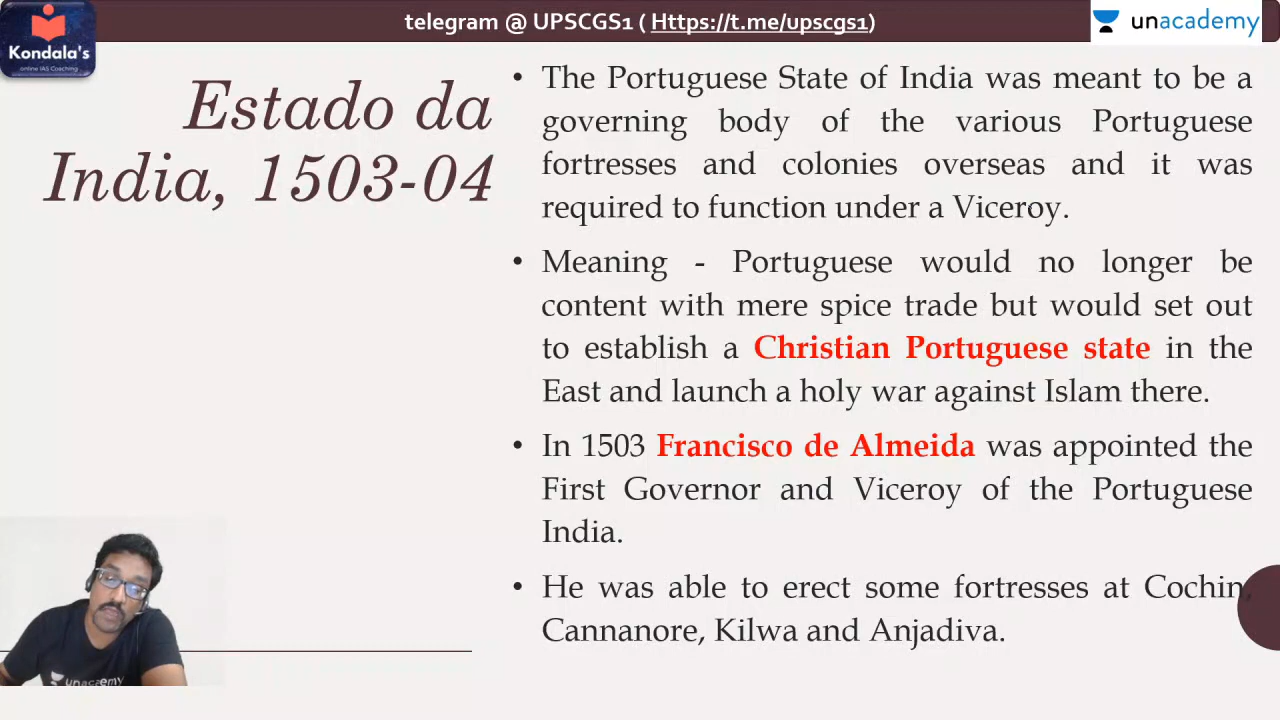 telegram @ UPSCGS1 ( Https://t.me/upscgs1)
unacademy
Kondala's
online IAS Coaching
Estado da
India, 1503-04
• The Portuguese State of India was meant to be a
governing body of the various Portuguese
fortresses and colonies overseas and it was
required to function under a Viceroy.
• Meaning - Portuguese would no longer be
content with mere spice trade but would set out
to establish a Christian Portuguese state in the
East and launch a holy war against Islam there.
• In 1503 Francisco de Almeida was appointed the
First Governor and Viceroy of the Portuguese
India.
• He was able to erect some fortresses at Cochin,
Cannanore, Kilwa and Anjadiva.
unacademy